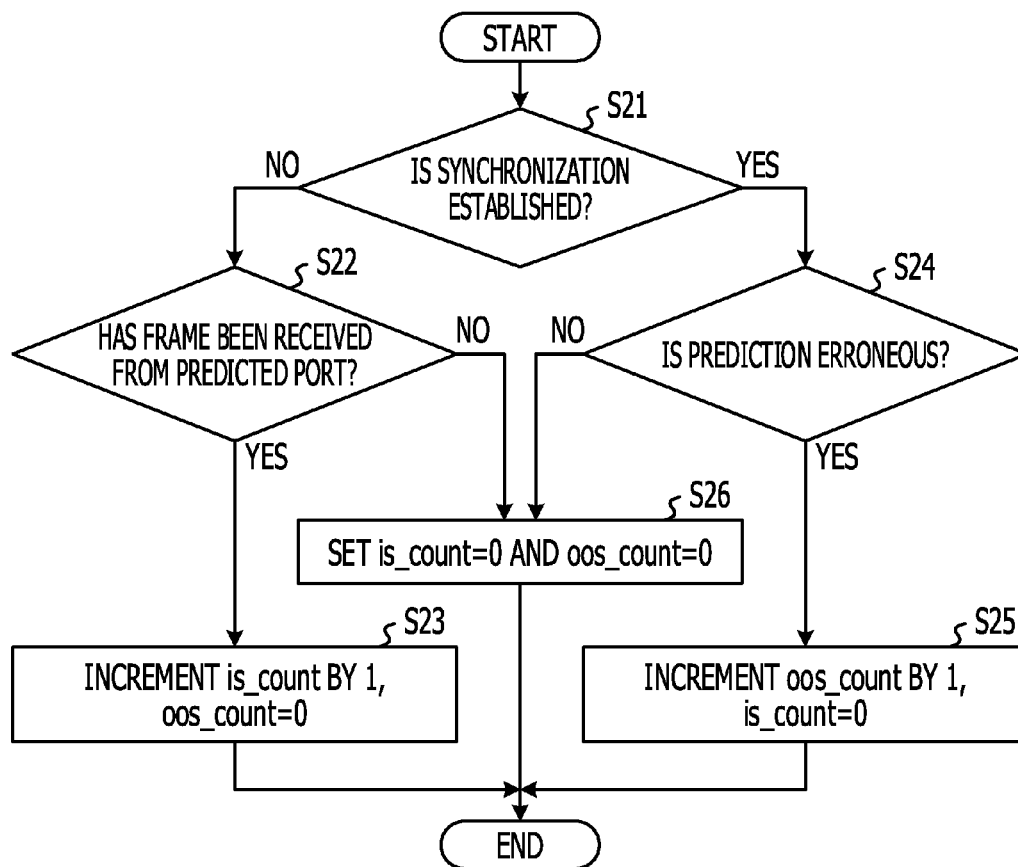 START
S21
IS SYNCHRONIZATION
ESTABLISHED?
NO
YES
S22
HAS FRAME BEEN RECEIVED
FROM PREDICTED PORT?
NO
YES
S24
IS PREDICTION ERRONEOUS?
NO
YES
S26
SET is_count=0 AND oos_count=0
S23
INCREMENT is_count BY 1,
oos_count=0
S25
INCREMENT oos_count BY 1,
is_count=0
END